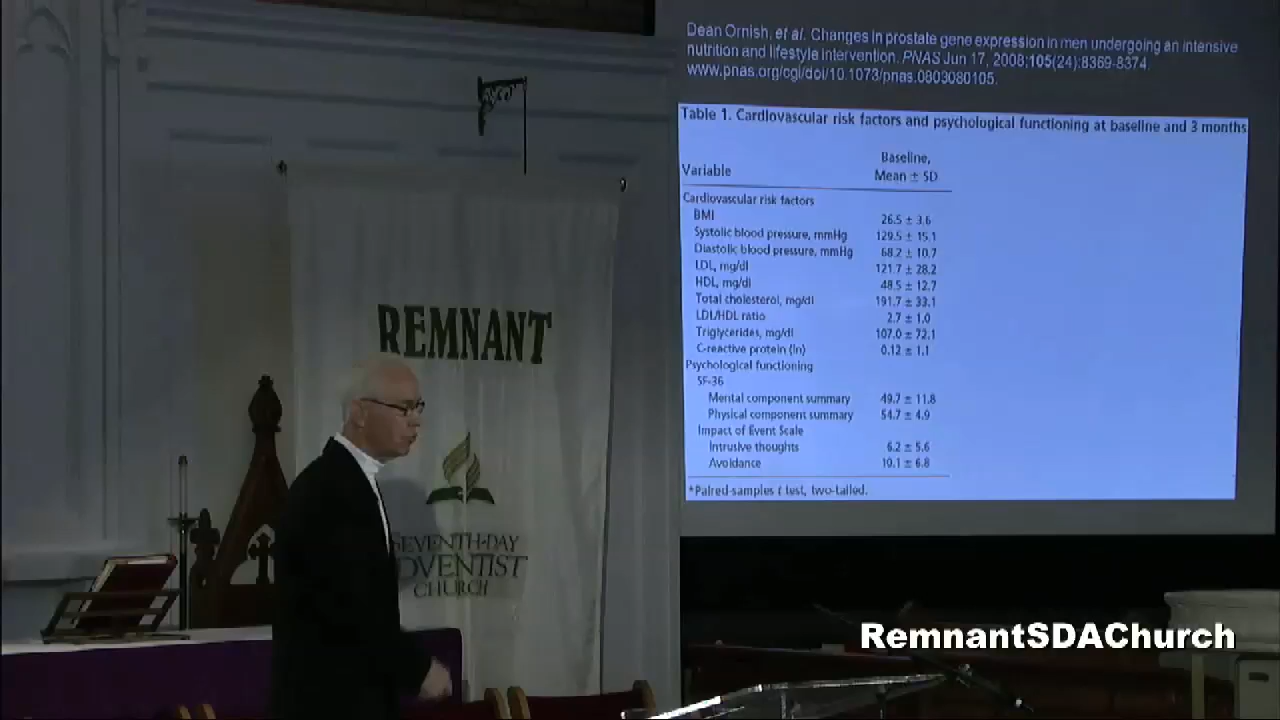 Dean Ornish, et al. Changes in prostate gene expression in men undergoing an intensive
nutrition and lifestyle intervention. PNAS Jun 17, 2008;105(24):8369-8374.
www.pnas.org/cgi/doi/10.1073/pnas.0803080105.
Table 1. Cardiovascular risk factors and psychological functioning at baseline and 3 months
Baseline,
Variable Mean ± SD
Cardiovascular risk factors
BMI 26.5 ± 3.6
Systolic blood pressure, mmHg 129.5 ± 15.1
Diastolic blood pressure, mmHg 68.2 ± 10.7
LDL, mg/dl 121.7 ± 28.2
HDL, mg/dl 48.5 ± 12.7
Total cholesterol, mg/dl 191.7 ± 33.1
LDL/HDL ratio 2.7 ± 1.0
Triglycerides, mg/dl 107.0 ± 72.1
C-reactive protein (ln) 0.12 ± 1.1
Psychological functioning
SF-36
Mental component summary 49.7 ± 11.8
Physical component summary 54.7 ± 4.9
Impact of Event Scale
Intrusive thoughts 6.2 ± 5.6
Avoidance 10.1 ± 6.8
*Paired-samples t test, two-tailed.
REMNANT
SEVENTH-DAY
ADVENTIST
CHURCH
RemnantSDAChurch